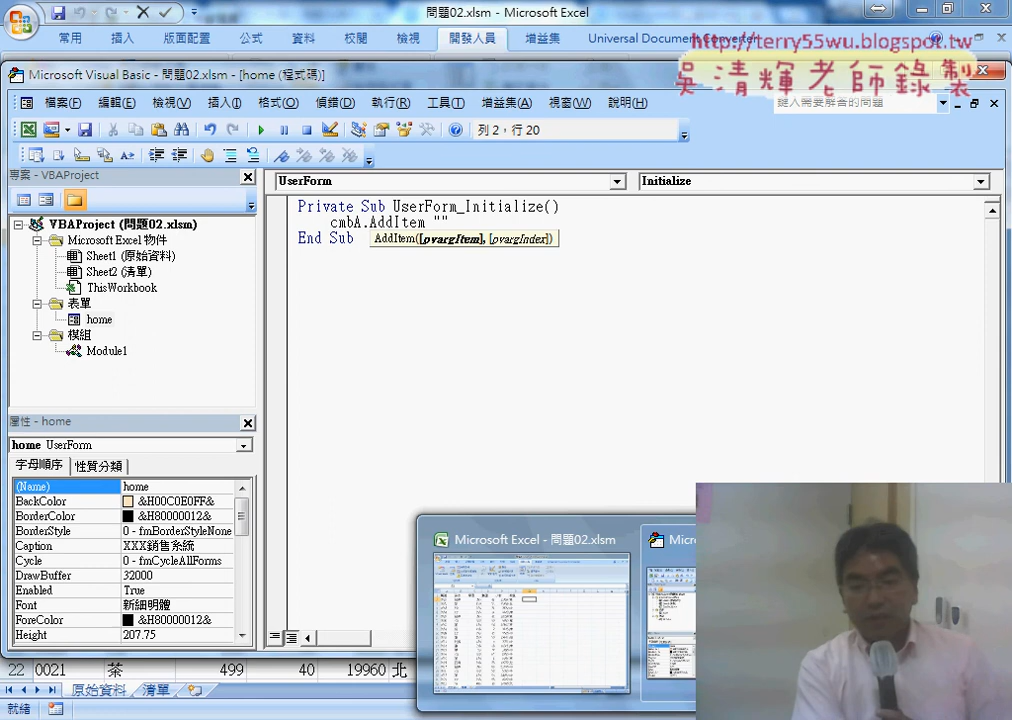 問題02.xlsm - Microsoft Excel
常用 插入 版面配置 公式 資料 校閱 檢視 開發人員 增益集 Universal Document Converter
http://terry55wu.blogspot.tw
吳清輝老師錄製
Microsoft Visual Basic - 問題02.xlsm - [home (程式碼)]
檔案(F) 編輯(E) 檢視(V) 插入(I) 格式(O) 偵錯(D) 執行(R) 工具(T) 增益集(A) 視窗(W) 說明(H)
鍵入需要解答的問題
列 2，行 20
專案 - VBAProject
UserForm
Initialize
VBAProject (問題02.xlsm)
Microsoft Excel 物件
Sheet1 (原始資料)
Sheet2 (清單)
ThisWorkbook
表單
home
模組
Module1
Private Sub UserForm_Initialize()
cmbA.AddItem ""
End Sub
AddItem([pvargItem], [pvargIndex])
屬性 - home
home UserForm
字母順序 性質分類
(Name) home
BackColor &H00C0E0FF&
BorderColor &H80000012&
BorderStyle 0 - fmBorderStyleNone
Caption XXX銷售系統
Cycle 0 - fmCycleAllForms
DrawBuffer 32000
Enabled True
Font 新細明體
ForeColor &H80000012&
Height 207.75
Microsoft Excel - 問題02.xlsm
Micr
22 0021 茶 499 40 19960 北
原始資料 清單
就緒